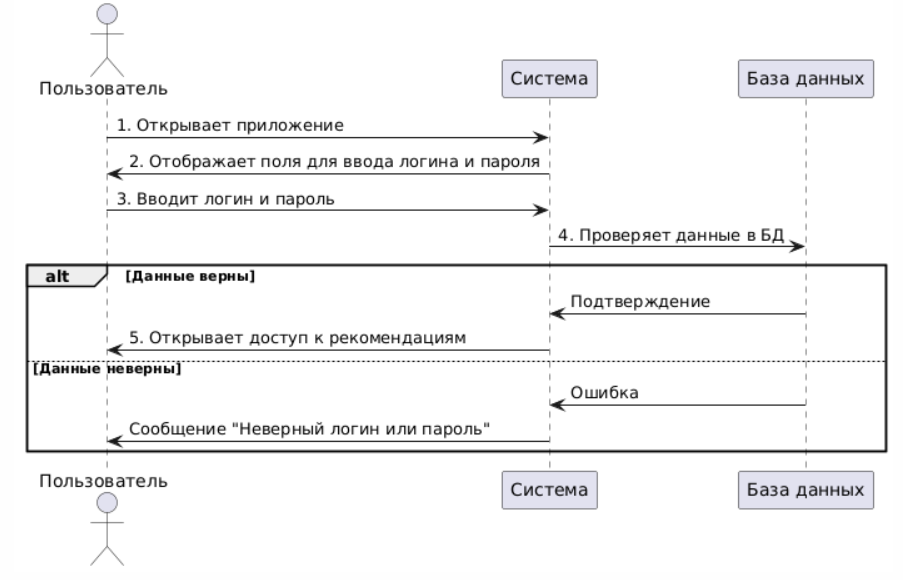 Пользователь
Система
База данных
1. Открывает приложение
2. Отображает поля для ввода логина и пароля
3. Вводит логин и пароль
4. Проверяет данные в БД
alt
[Данные верны]
Подтверждение
5. Открывает доступ к рекомендациям
[Данные неверны]
Ошибка
Сообщение "Неверный логин или пароль"
Пользователь
Система
База данных